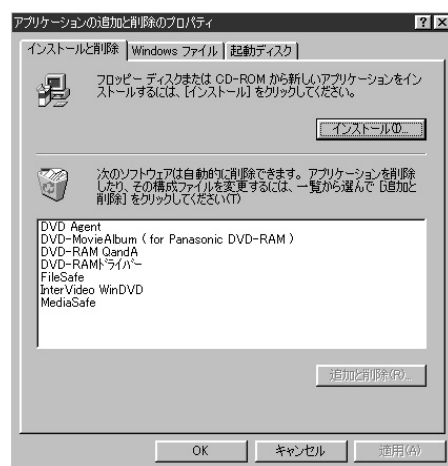 アプリケーションの追加と削除のプロパティ
インストールと削除 Windows ファイル 起動ディスク
フロッピー ディスクまたは CD-ROM から新しいアプリケーションをイン
ストールするには、[インストール] をクリックしてください。
インストール(I)...
次のソフトウェアは自動的に削除できます。アプリケーションを削除
したり、その構成ファイルを変更するには、一覧から選んで [追加と
削除] をクリックしてください(T)
DVD Agent
DVD-MovieAlbum ( for Panasonic DVD-RAM )
DVD-RAM QandA
DVD-RAMドライバー
FileSafe
InterVideo WinDVD
MediaSafe
追加と削除(R)...
OK キャンセル 適用(A)